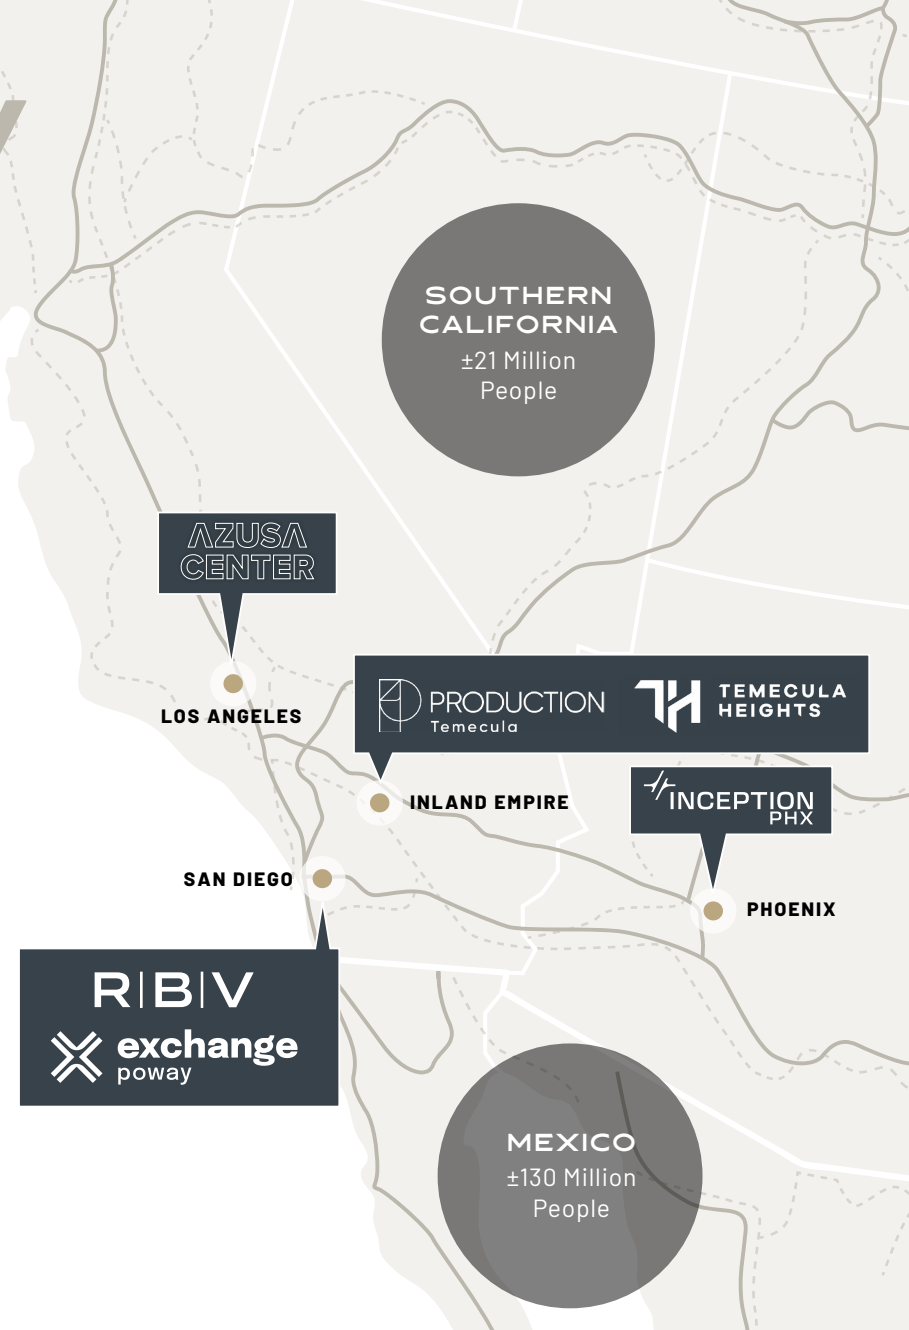 SOUTHERN
CALIFORNIA
±21 Million
People
AZUSA
CENTER
LOS ANGELES
PRODUCTION
Temecula
TEMECULA
HEIGHTS
INLAND EMPIRE
INCEPTION
PHX
SAN DIEGO
PHOENIX
R|B|V
exchange
poway
MEXICO
±130 Million
People